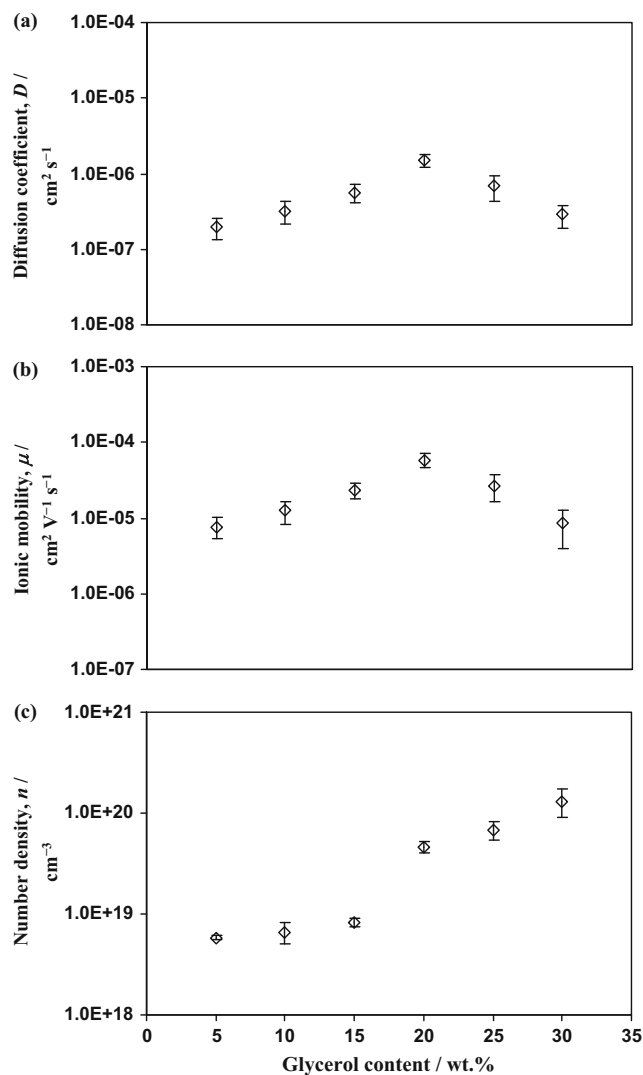 (a)
1.0E-04
1.0E-05
1.0E-06
1.0E-07
1.0E-08
Diffusion coefficient, D /
cm² s⁻¹
(b)
1.0E-03
1.0E-04
1.0E-05
1.0E-06
1.0E-07
Ionic mobility, μ /
cm² V⁻¹ s⁻¹
(c)
1.0E+21
1.0E+20
1.0E+19
1.0E+18
Number density, n /
cm⁻³
0 5 10 15 20 25 30 35
Glycerol content / wt.%